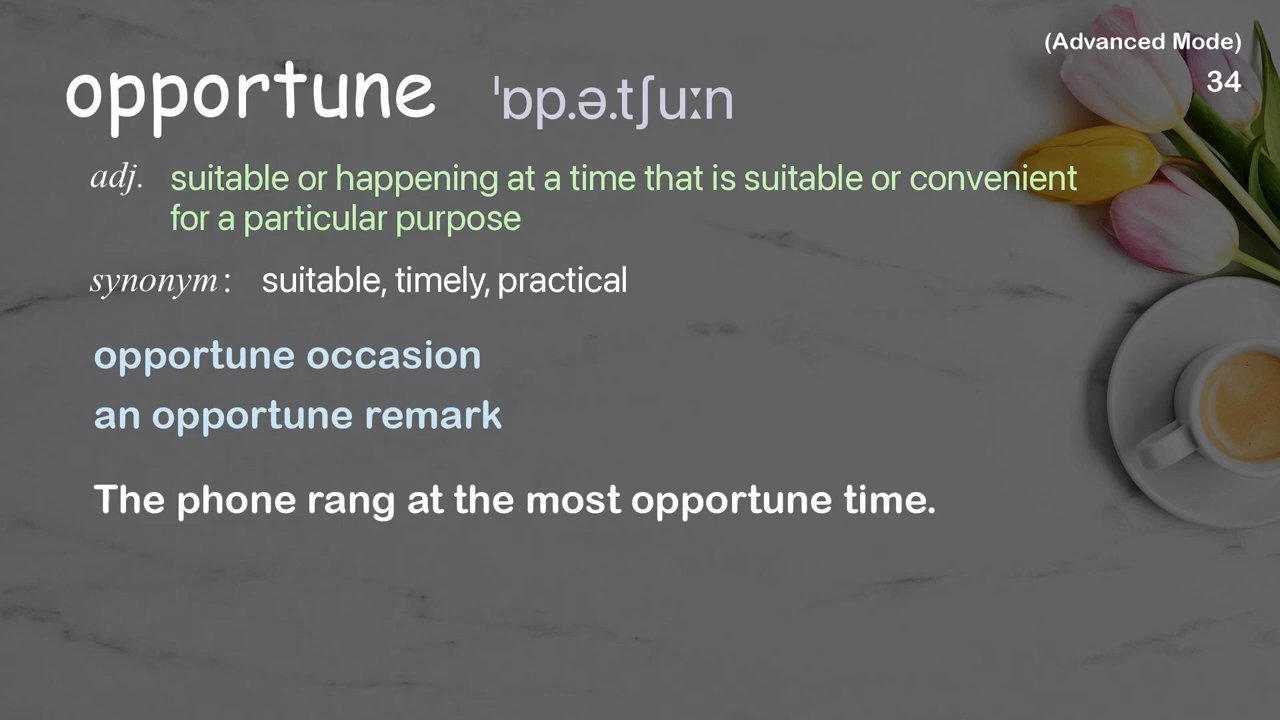 (Advanced Mode)
34
opportune ˈɒp.ə.tʃuːn
adj. suitable or happening at a time that is suitable or convenient
for a particular purpose
synonym: suitable, timely, practical
opportune occasion
an opportune remark
The phone rang at the most opportune time.